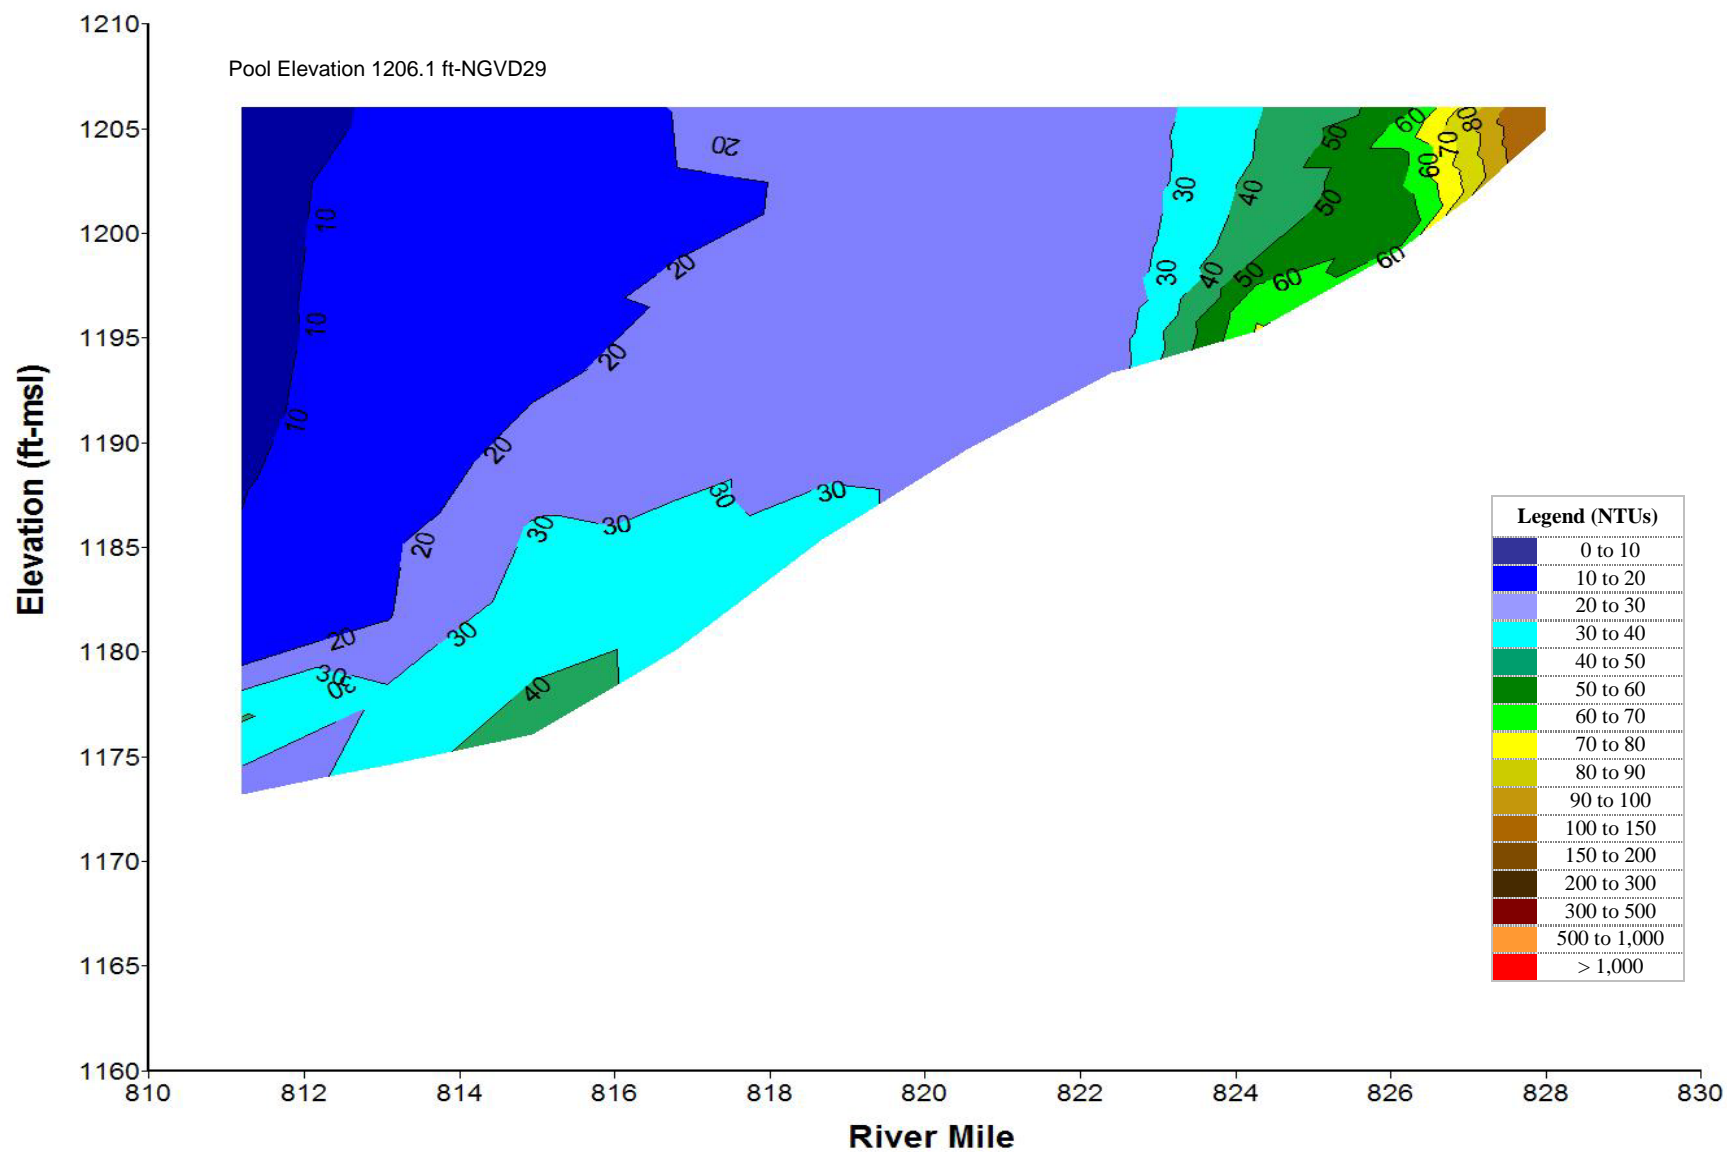 1210
Pool Elevation 1206.1 ft-NGVD29
1205
1200
1195
1190
1185
1180
1175
1170
1165
1160
Elevation (ft-msl)
10
10
10
20
20
20
20
20
20
30
30
30
30
30
30
30
40
30
30
40
40
50
50
50
60
60
60
60
70
80
Legend (NTUs)
0 to 10
10 to 20
20 to 30
30 to 40
40 to 50
50 to 60
60 to 70
70 to 80
80 to 90
90 to 100
100 to 150
150 to 200
200 to 300
300 to 500
500 to 1,000
> 1,000
810 812 814 816 818 820 822 824 826 828 830
River Mile